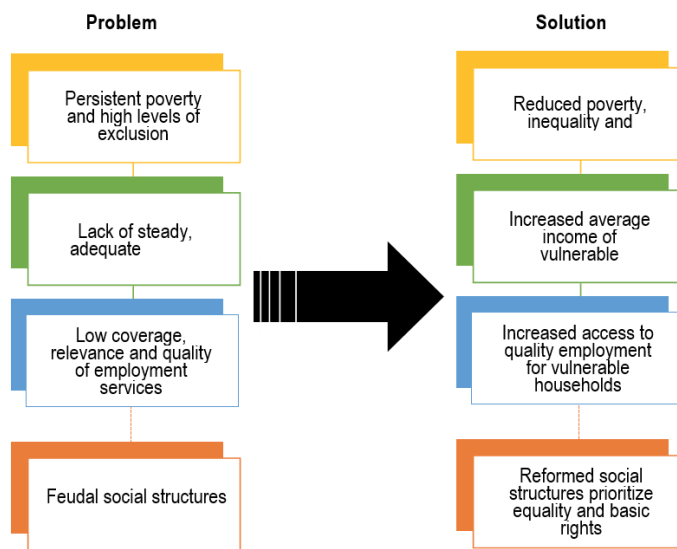 Problem
Persistent poverty
and high levels of
exclusion
Lack of steady,
adequate
Low coverage,
relevance and quality
of employment
services
Feudal social structures
Solution
Reduced poverty,
inequality and
Increased average
income of
vulnerable
Increased access to
quality employment
for vulnerable
households
Reformed social
structures prioritize
equality and basic
rights